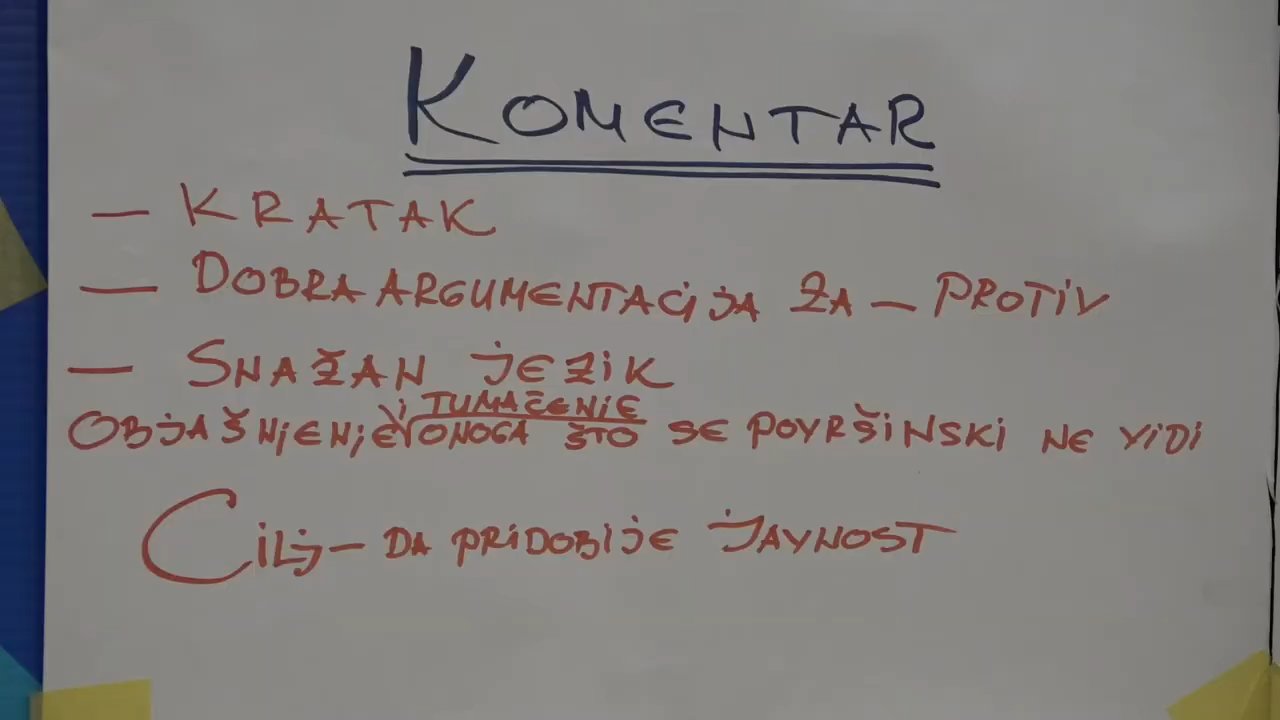 KOMENTAR
— KRATAK
— DOBRA ARGUMENTACIJA ZA — PROTIV
— SNAŽAN JEZIK
I TUMAČENJE
OBJAŠNJENJE ONOGA ŠTO SE POVRŠINSKI NE VIDI
CILJ — DA PRIDOBIJE JAVNOST